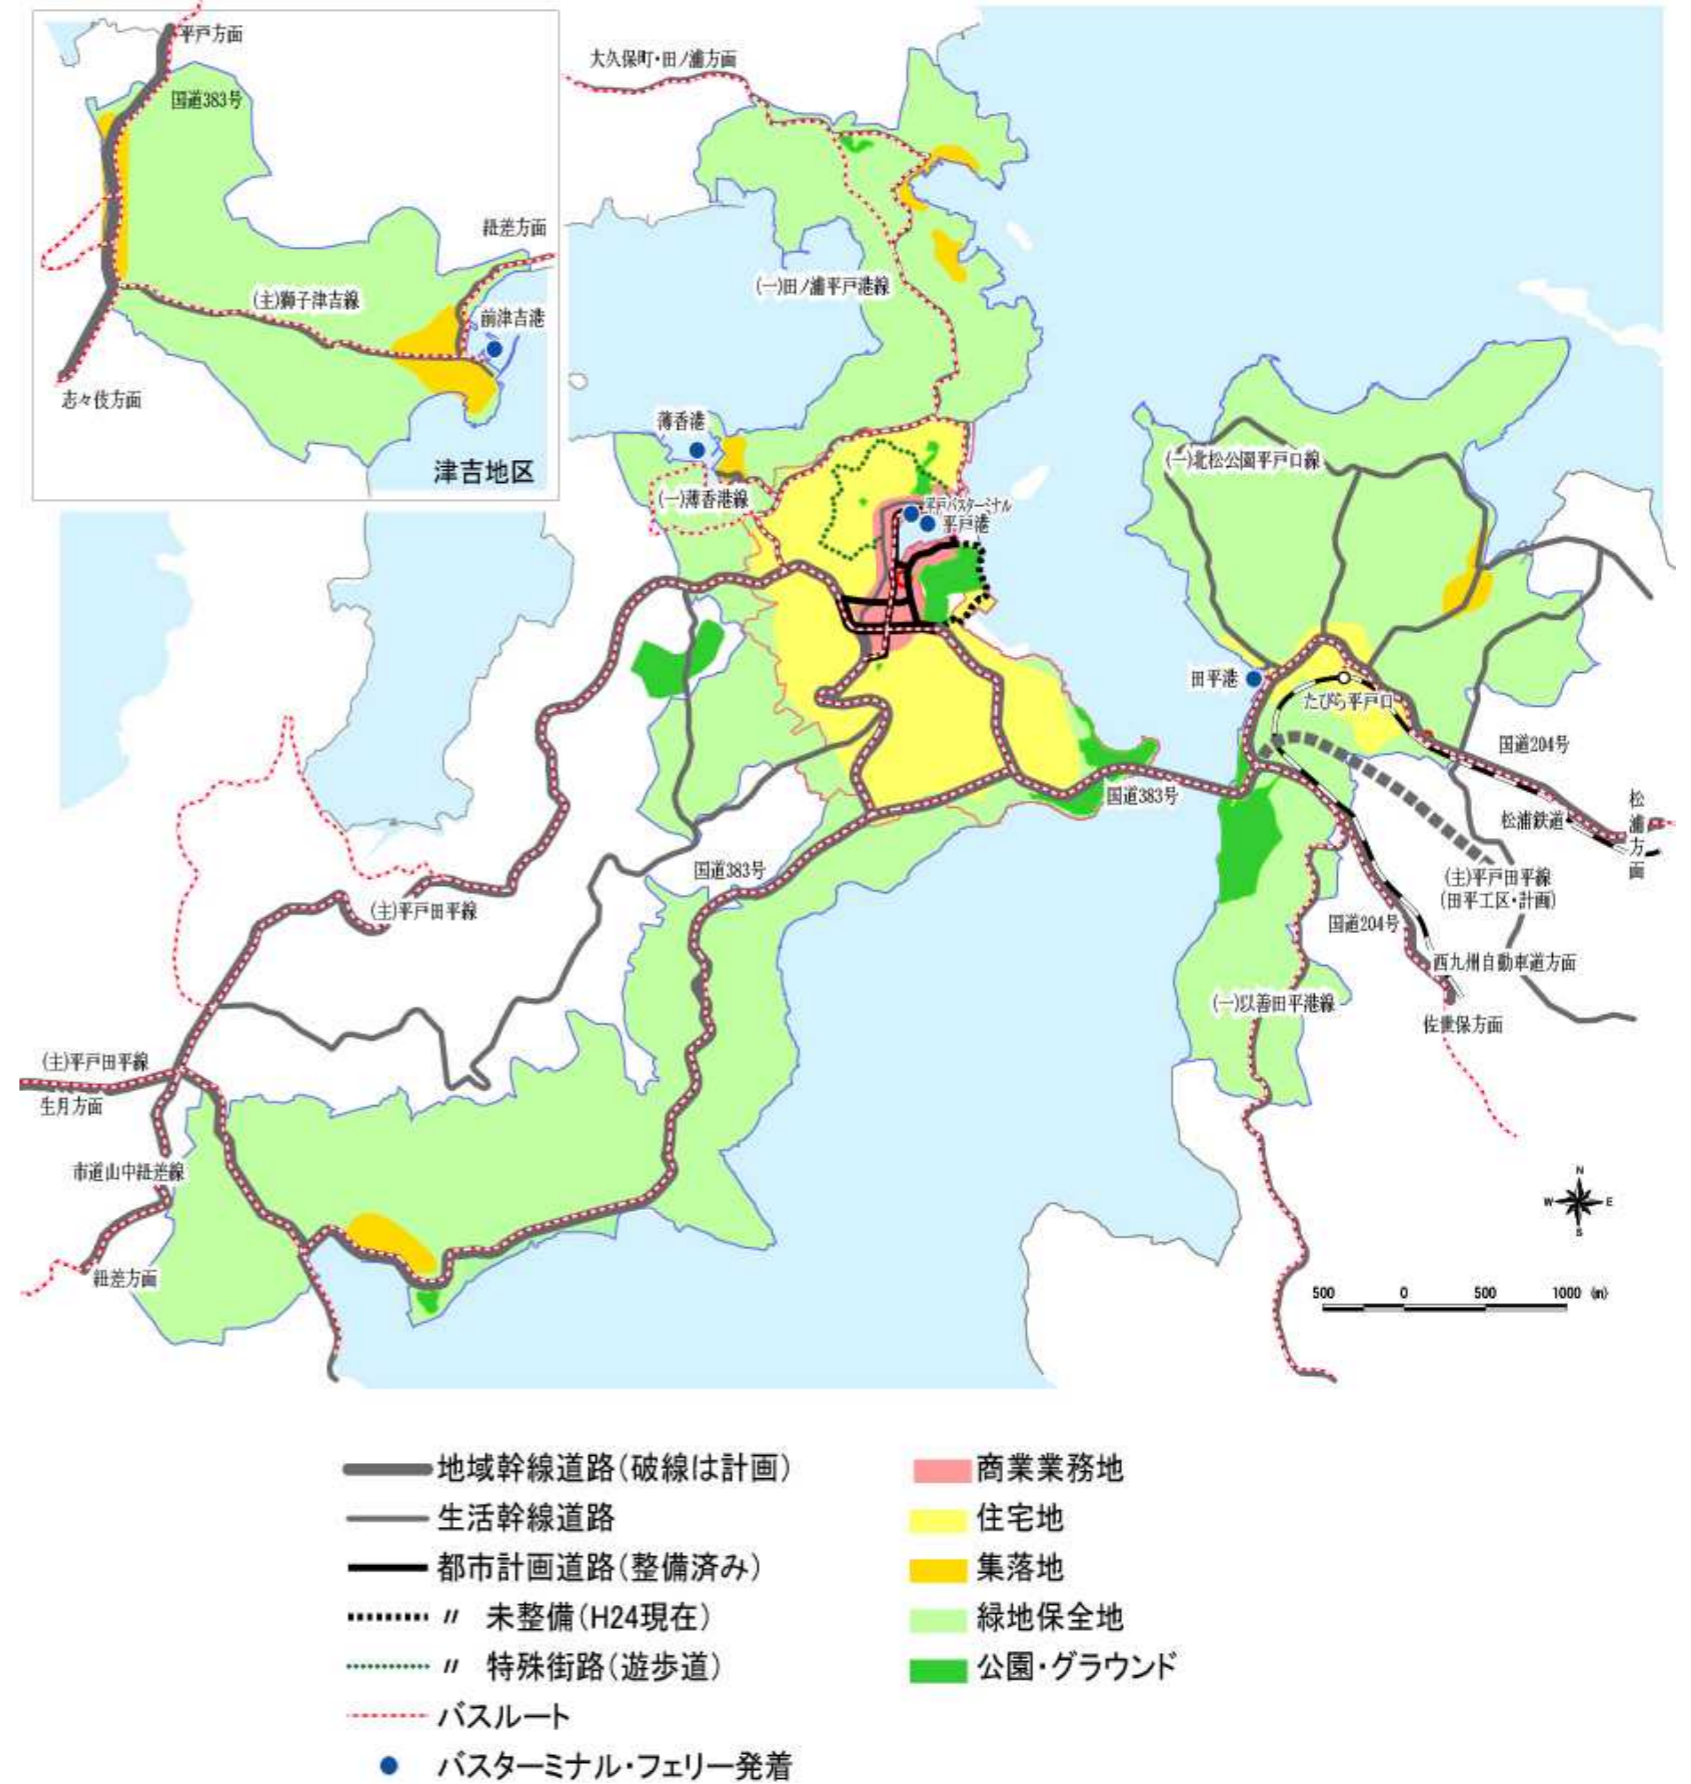 平戸方面
国道383号
紐差方面
(主)獅子津吉線
前津吉港
志々伎方面
津吉地区
大久保町・田ノ浦方面
(一)田ノ浦平戸港線
薄香港
(一)薄香港線
平戸バスターミナル
平戸港
(一)北松公園平戸口線
田平港
たびら平戸口
国道204号
国道383号
松浦鉄道
松浦方面
国道383号
(主)平戸田平線
(田平工区・計画)
(主)平戸田平線
国道204号
西九州自動車道方面
(一)以善田平港線
佐世保方面
(主)平戸田平線
生月方面
市道山中紐差線
紐差方面
N
W E
S
500 0 500 1000 (m)
地域幹線道路(破線は計画)
生活幹線道路
都市計画道路(整備済み)
〃 未整備(H24現在)
〃 特殊街路(遊歩道)
バスルート
バスターミナル・フェリー発着
商業業務地
住宅地
集落地
緑地保全地
公園・グラウンド